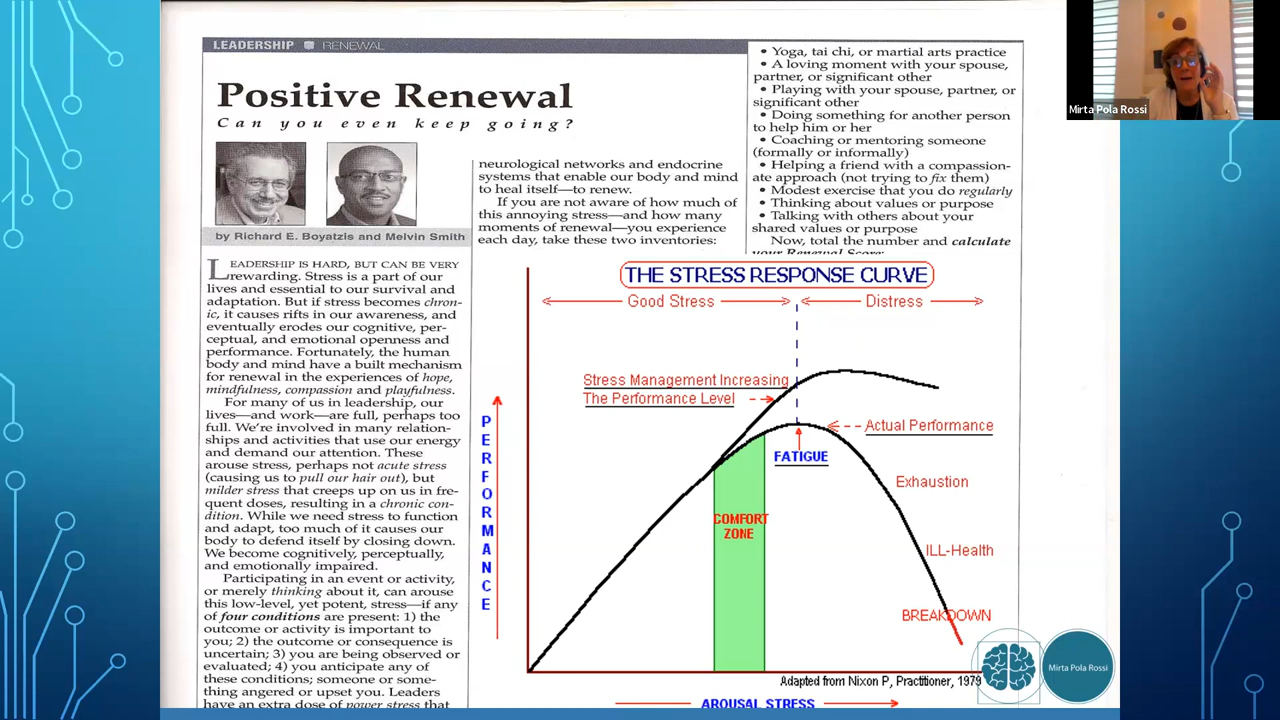 LEADERSHIP RENEWAL
Positive Renewal
Can you even keep going?
by Richard E. Boyatzis and Melvin Smith
LEADERSHIP IS HARD, BUT CAN BE VERY
rewarding. Stress is a part of our
lives and essential to our survival and
adaptation. But if stress becomes chron-
ic, it causes rifts in our awareness, and
eventually erodes our cognitive, per-
ceptual, and emotional openness and
performance. Fortunately, the human
body and mind have a built mechanism
for renewal in the experiences of hope,
mindfulness, compassion and playfulness.
For many of us in leadership, our
lives—and work—are full, perhaps too
full. We're involved in many relation-
ships and activities that use our energy
and demand our attention. These
arouse stress, perhaps not acute stress
(causing us to pull our hair out), but
milder stress that creeps up on us in fre-
quent doses, resulting in a chronic con-
dition. While we need stress to function
and adapt, too much of it causes our
body to defend itself by closing down.
We become cognitively, perceptually,
and emotionally impaired.
Participating in an event or activity,
or merely thinking about it, can arouse
this low-level, yet potent, stress—if any
of four conditions are present: 1) the
outcome or activity is important to
you; 2) the outcome or consequence is
uncertain; 3) you are being observed or
evaluated; 4) you anticipate any of
these conditions; someone or some-
thing angered or upset you. Leaders
have an extra dose of power stress that
neurological networks and endocrine
systems that enable our body and mind
to heal itself—to renew.
If you are not aware of how much of
this annoying stress—and how many
moments of renewal—you experience
each day, take these two inventories:
• Yoga, tai chi, or martial arts practice
• A loving moment with your spouse,
partner, or significant other
• Playing with your spouse, partner, or
significant other
• Doing something for another person
to help him or her
• Coaching or mentoring someone
(formally or informally)
• Helping a friend with a compassion-
ate approach (not trying to fix them)
• Modest exercise that you do regularly
• Thinking about values or purpose
• Talking with others about your
shared values or purpose
Now, total the number and calculate
your Renewal Score:
THE STRESS RESPONSE CURVE
Good Stress
Distress
Stress Management Increasing
The Performance Level
Actual Performance
FATIGUE
Exhaustion
COMFORT
ZONE
ILL-Health
BREAKDOWN
PERFORMANCE
Adapted from Nixon P, Practitioner, 1979
AROUSAL STRESS
Mirta Pola Rossi
Mirta Pola Rossi